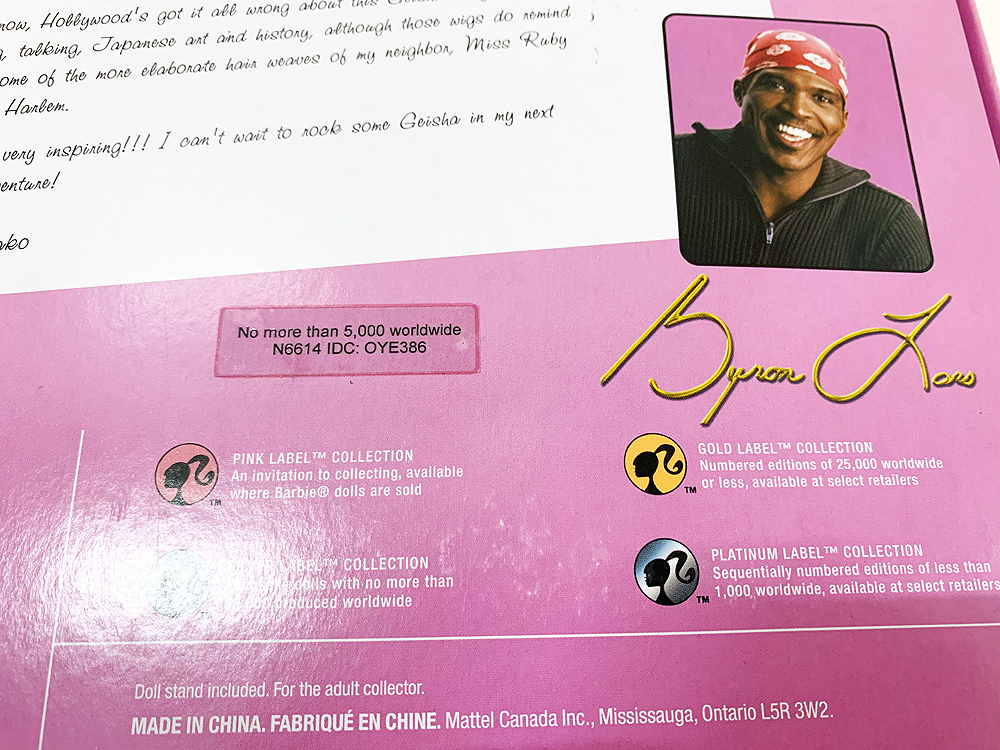 now, Hollywood's got it all wrong about this
talking, Japanese art and history, although those wigs do remind
ome of the more elaborate hair weaves of my neighbor, Miss Ruby
Harlem.
very inspiring!!! I can't wait to rock some Geisha in my next
enture!
ako
No more than 5,000 worldwide
N6614 IDC: OYE386
Byron Lars
PINK LABEL™ COLLECTION
An invitation to collecting, available
where Barbie® dolls are sold
GOLD LABEL™ COLLECTION
Numbered editions of 25,000 worldwide
or less, available at select retailers
LABEL™ COLLECTION
dolls with no more than
produced worldwide
PLATINUM LABEL™ COLLECTION
Sequentially numbered editions of less than
1,000 worldwide, available at select retailers
Doll stand included. For the adult collector.
MADE IN CHINA. FABRIQUÉ EN CHINE. Mattel Canada Inc., Mississauga, Ontario L5R 3W2.